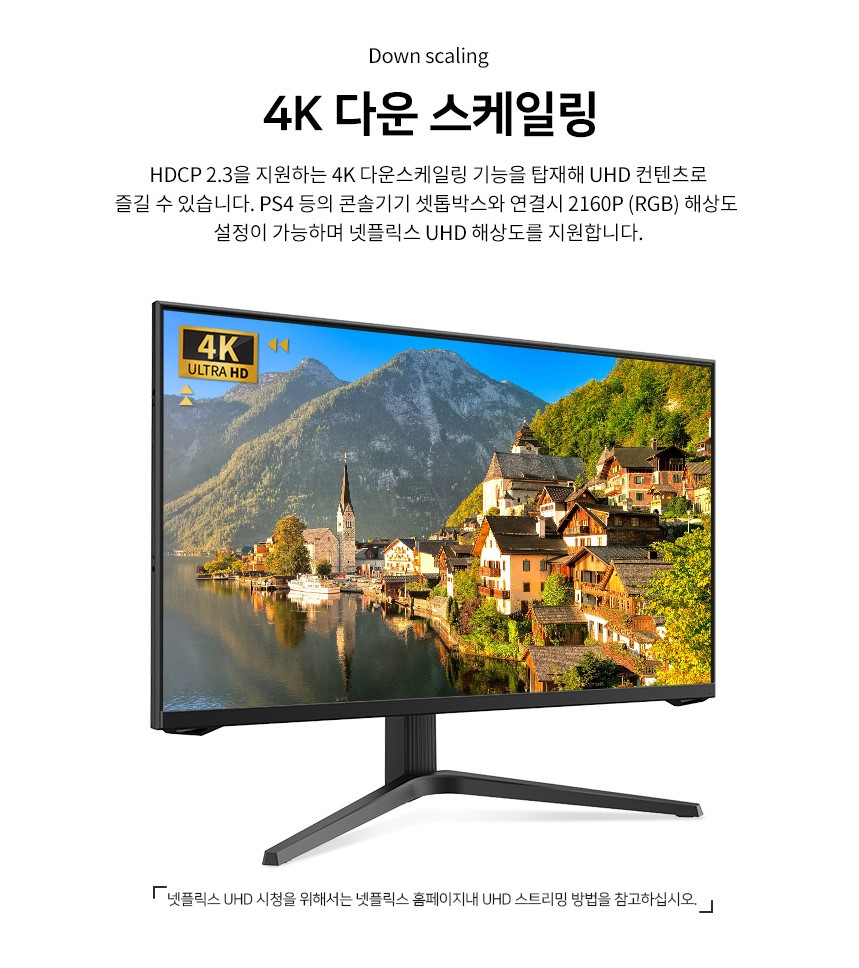 Down scaling
4K 다운 스케일링
HDCP 2.3을 지원하는 4K 다운스케일링 기능을 탑재해 UHD 컨텐츠로
즐길 수 있습니다. PS4 등의 콘솔기기 셋톱박스와 연결시 2160P (RGB) 해상도
설정이 가능하며 넷플릭스 UHD 해상도를 지원합니다.
4K
ULTRA HD
「넷플릭스 UHD 시청을 위해서는 넷플릭스 홈페이지내 UHD 스트리밍 방법을 참고하십시오.」